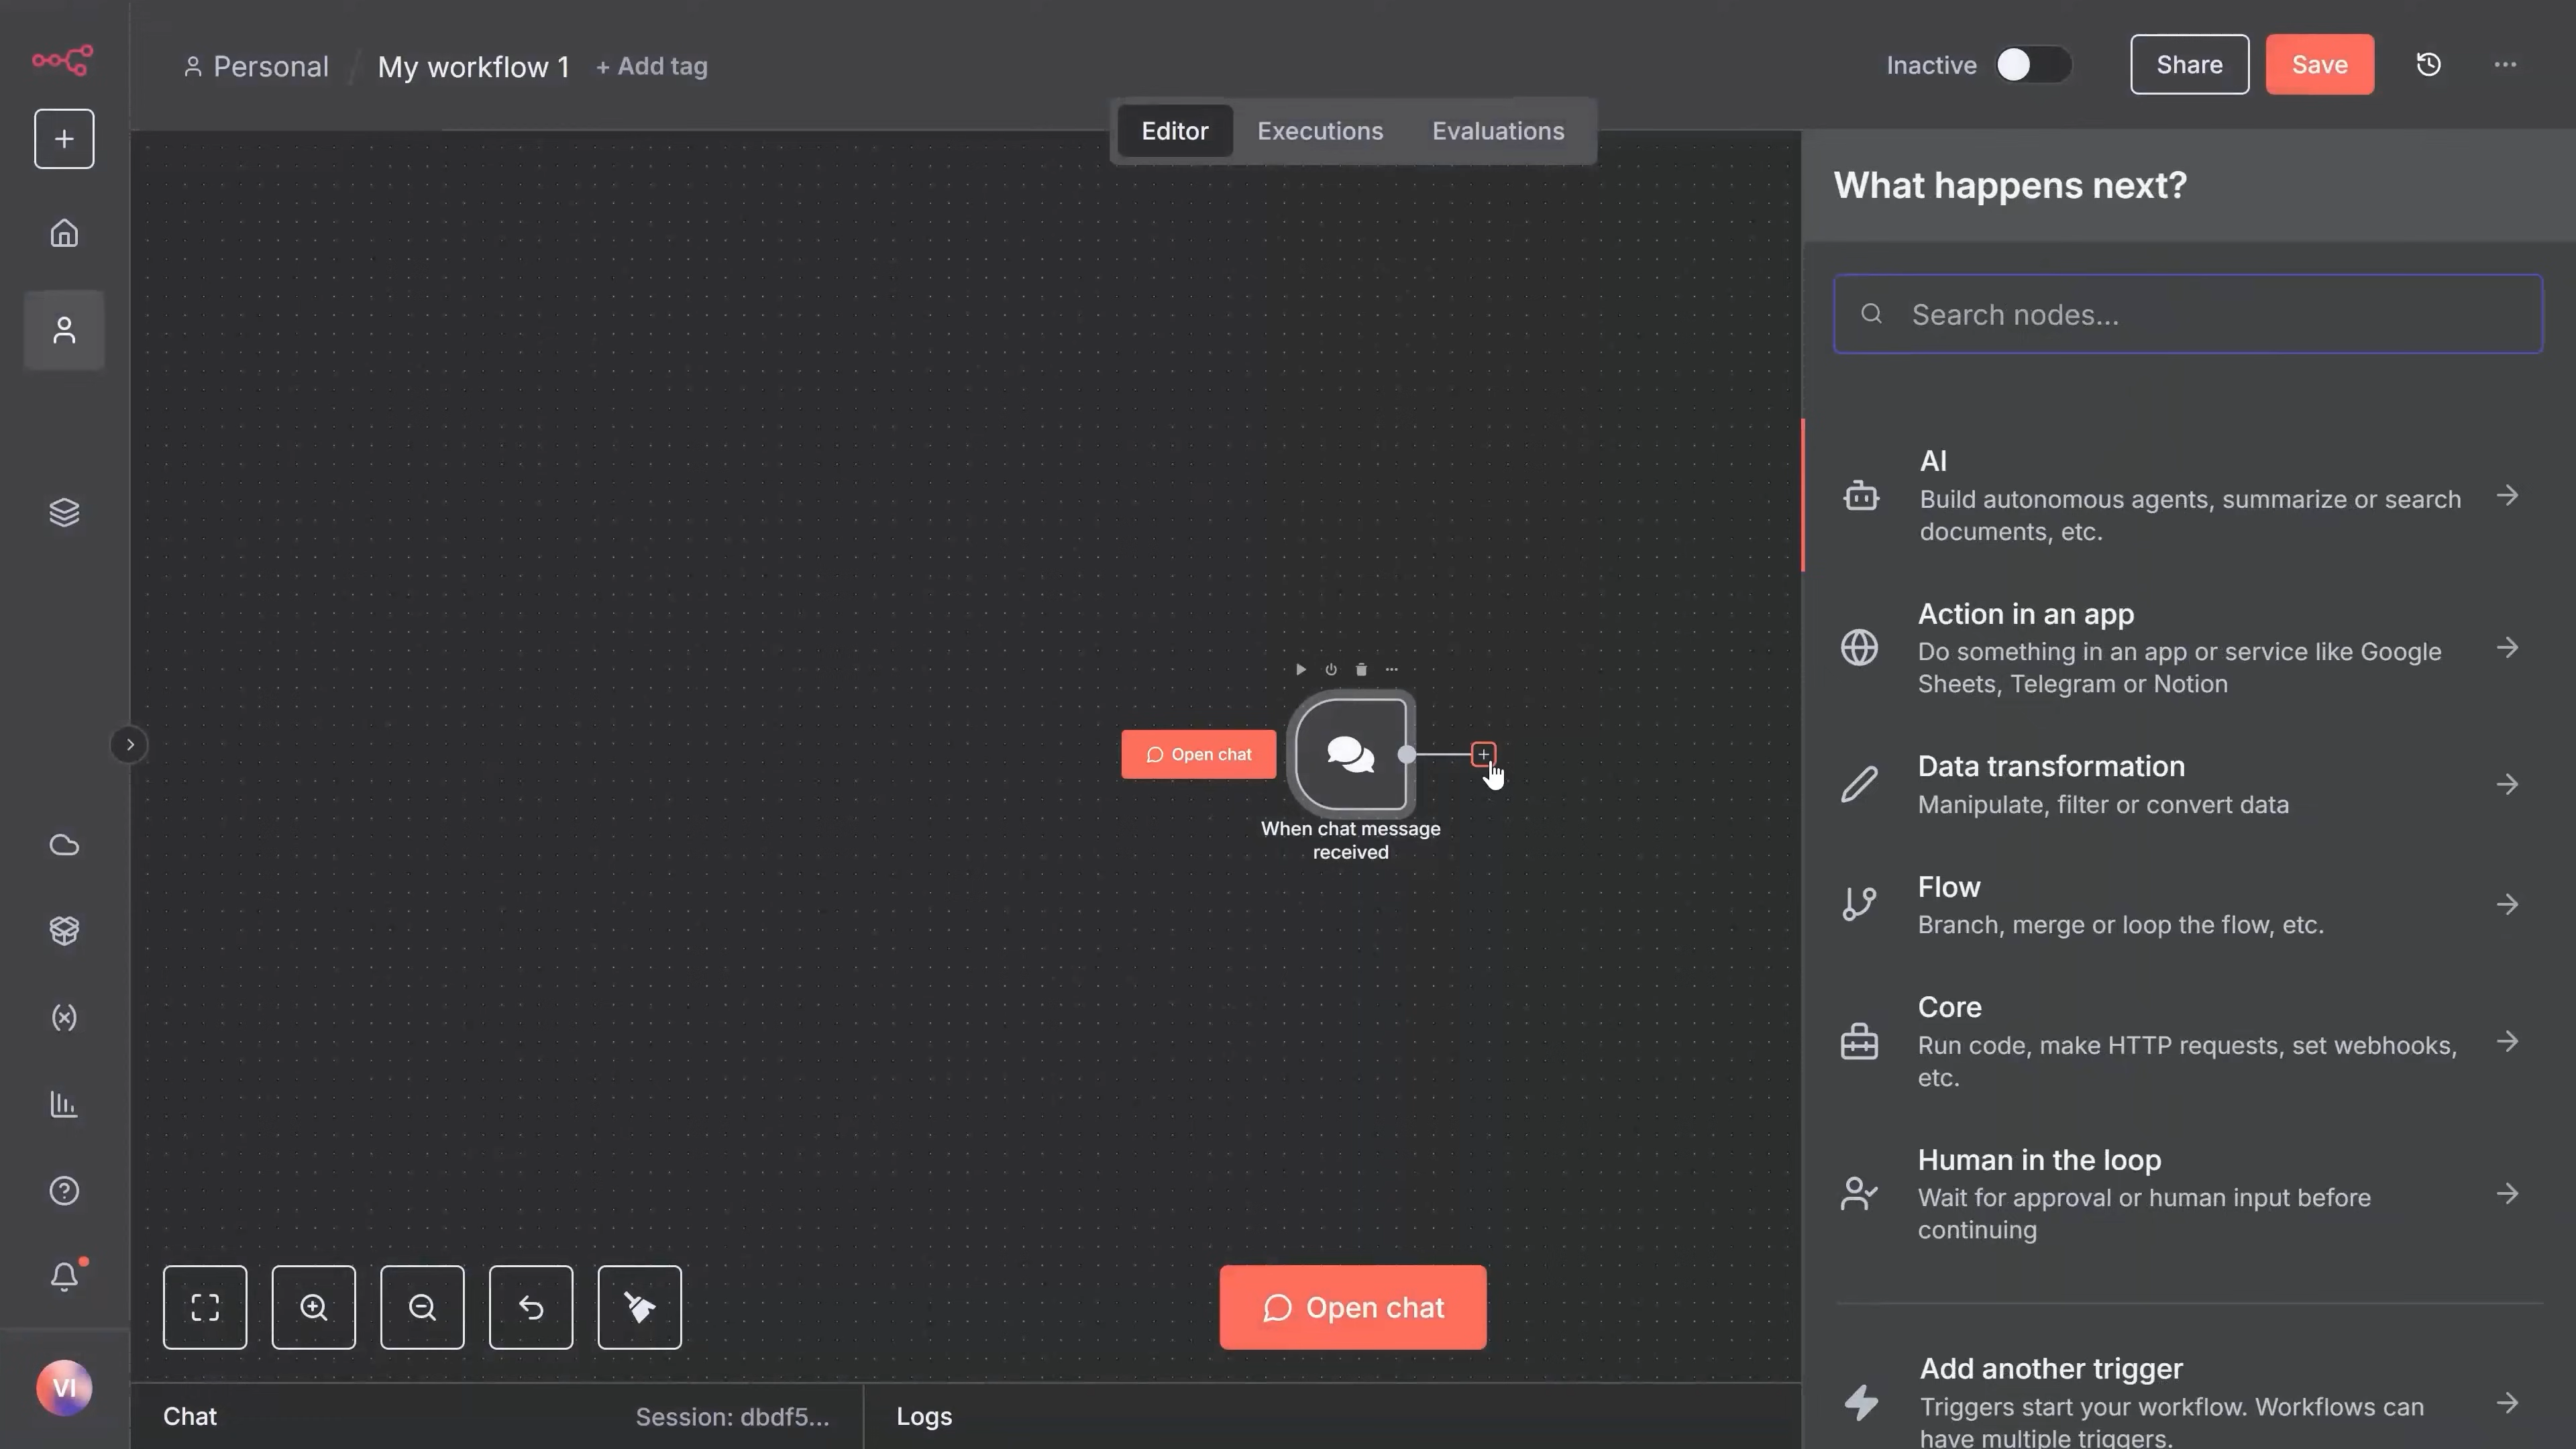 Personal / My workflow 1 + Add tag
Inactive
Share
Save
Editor
Executions
Evaluations
What happens next?
Search nodes...
AI
Build autonomous agents, summarize or search
documents, etc.
Action in an app
Do something in an app or service like Google
Sheets, Telegram or Notion
Data transformation
Manipulate, filter or convert data
Flow
Branch, merge or loop the flow, etc.
Core
Run code, make HTTP requests, set webhooks,
etc.
Human in the loop
Wait for approval or human input before
continuing
Add another trigger
Triggers start your workflow. Workflows can
have multiple triggers.
Open chat
When chat message
received
Open chat
VI
Chat
Session: dbdf5...
Logs